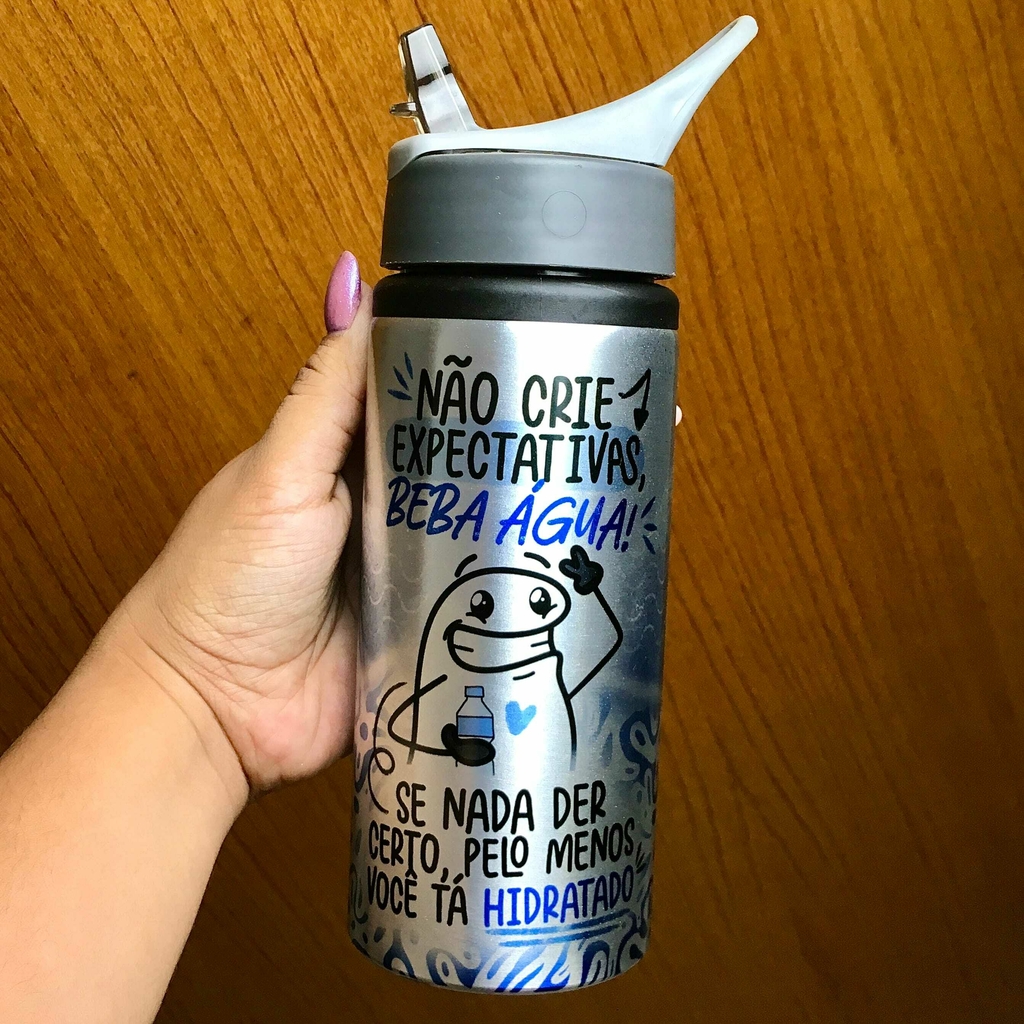 NÃO CRIE
EXPECTATIVAS,
BEBA ÁGUA!
SE NADA DER
CERTO, PELO MENOS
VOCÊ TÁ HIDRATADO